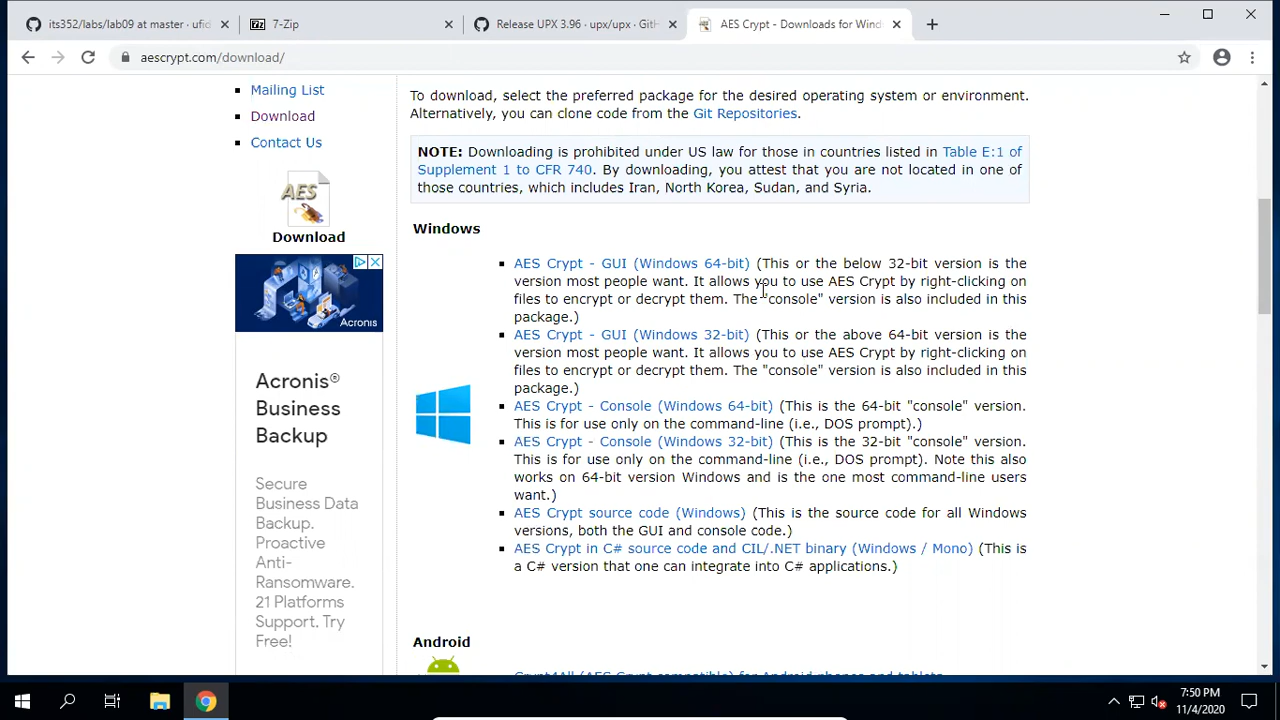 its352/labs/lab09 at master · ufid
7z 7-Zip
Release UPX 3.96 · upx/upx · GitH
AES Crypt - Downloads for Wind
aescrypt.com/download/
Mailing List
Download
Contact Us
AES
Download
Acronis
Acronis®
Business
Backup
Secure
Business Data
Backup.
Proactive
Anti-
Ransomware.
21 Platforms
Support. Try
Free!
To download, select the preferred package for the desired operating system or environment.
Alternatively, you can clone code from the Git Repositories.
NOTE: Downloading is prohibited under US law for those in countries listed in Table E:1 of
Supplement 1 to CFR 740. By downloading, you attest that you are not located in one of
those countries, which includes Iran, North Korea, Sudan, and Syria.
Windows
AES Crypt - GUI (Windows 64-bit) (This or the below 32-bit version is the
version most people want. It allows you to use AES Crypt by right-clicking on
files to encrypt or decrypt them. The "console" version is also included in this
package.)
AES Crypt - GUI (Windows 32-bit) (This or the above 64-bit version is the
version most people want. It allows you to use AES Crypt by right-clicking on
files to encrypt or decrypt them. The "console" version is also included in this
package.)
AES Crypt - Console (Windows 64-bit) (This is the 64-bit "console" version.
This is for use only on the command-line (i.e., DOS prompt).)
AES Crypt - Console (Windows 32-bit) (This is the 32-bit "console" version.
This is for use only on the command-line (i.e., DOS prompt). Note this also
works on 64-bit version Windows and is the one most command-line users
want.)
AES Crypt source code (Windows) (This is the source code for all Windows
versions, both the GUI and console code.)
AES Crypt in C# source code and CIL/.NET binary (Windows / Mono) (This is
a C# version that one can integrate into C# applications.)
Android
Crypt4All (AES Crypt compatible) for Android phones and tablets
7:50 PM
11/4/2020